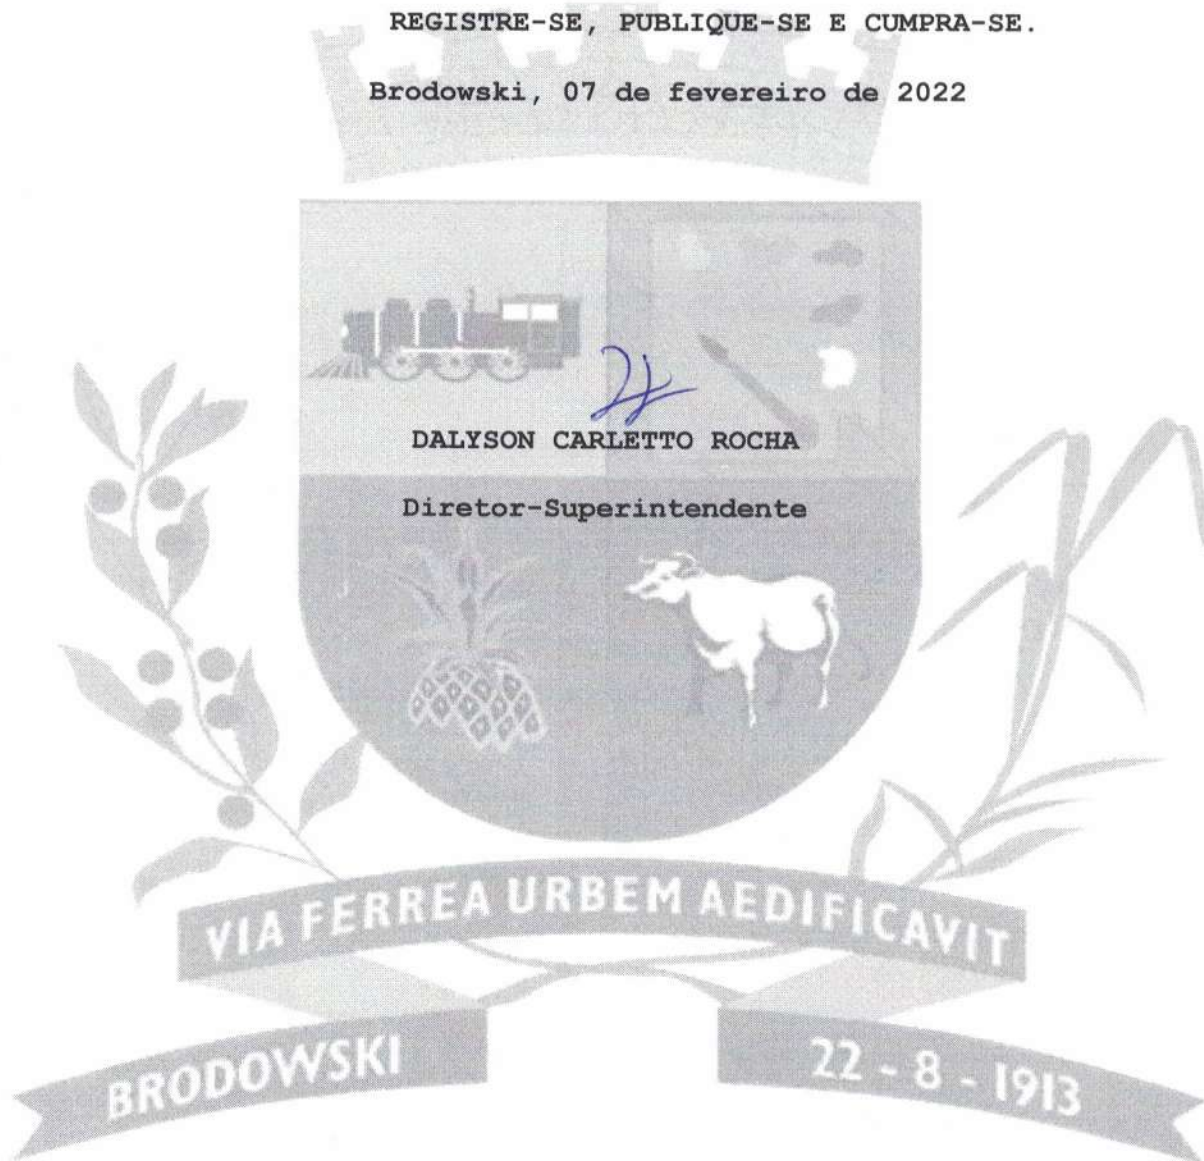 REGISTRE-SE, PUBLIQUE-SE E CUMPRA-SE.
Brodowski, 07 de fevereiro de 2022
DALYSON CARLETTO ROCHA
Diretor-Superintendente
VIA FERREA URBEM AEDIFICAVIT
BRODOWSKI
22 - 8 - 1913